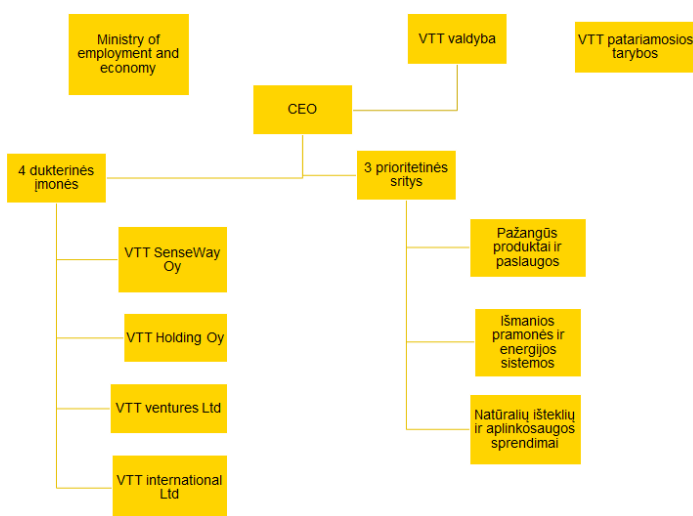 Ministry of
employment and
economy
VTT valdyba
VTT patariamosios
tarybos
CEO
4 dukterinės
įmonės
3 prioritetinės
sritys
VTT SenseWay
Oy
VTT Holding Oy
VTT ventures Ltd
VTT international
Ltd
Pažangūs
produktai ir
paslaugos
Išmanios
pramonės ir
energijos
sistemos
Natūralių išteklių
ir aplinkosaugos
sprendimai